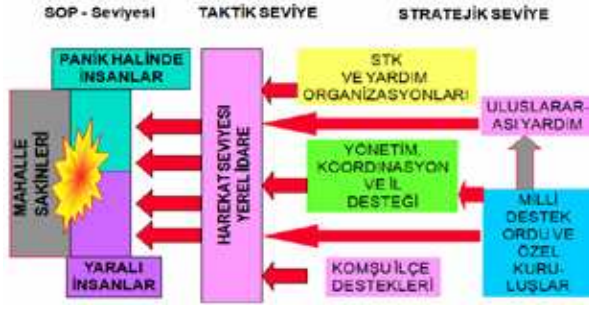 SOP - Seviyesi
TAKTİK SEVİYE
STRATEJİK SEVİYE
PANİK HALİNDE
İNSANLAR
MAHALLE
SAKİNLERİ
YARALI
İNSANLAR
HAREKAT SEVİYESİ
YEREL İDARE
STK
VE YARDIM
ORGANİZASYONLARI
YÖNETİM,
KOORDINASYON
VE İL
DESTEĞİ
KOMŞU İLÇE
DESTEKLERİ
ULUSLARAR-
ASI YARDIM
MİLLİ
DESTEK
ORDU VE
ÖZEL
KURU-
LUŞLAR